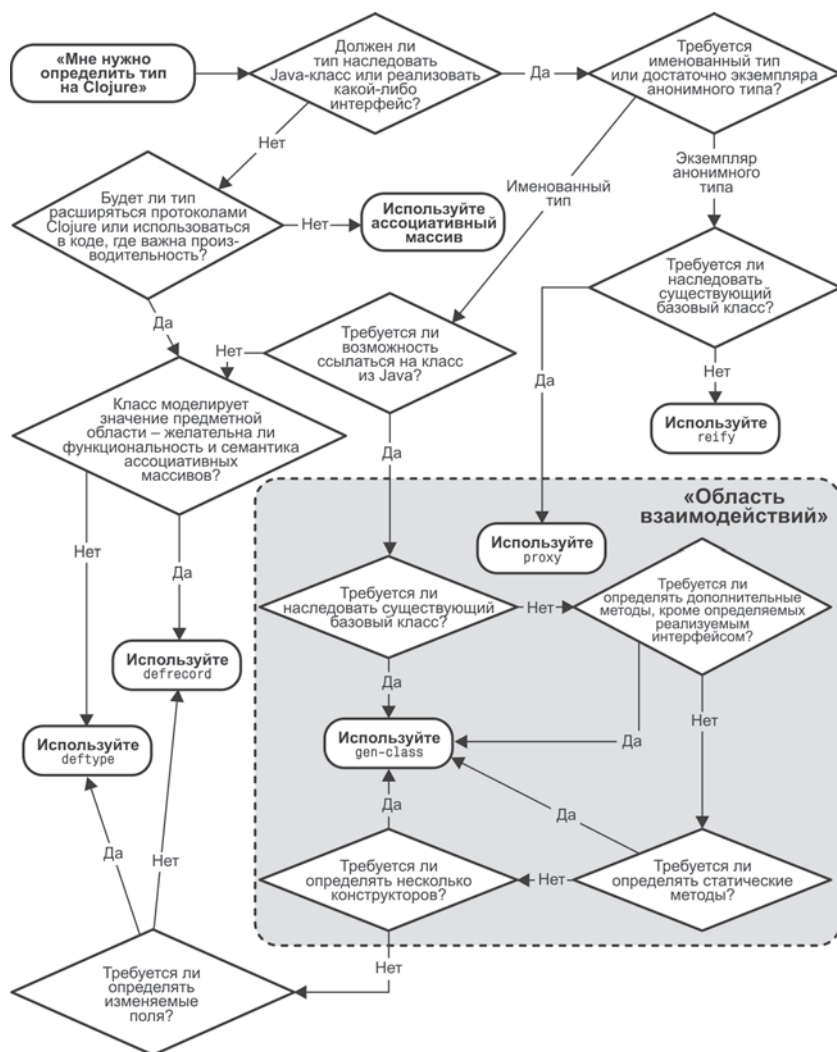 «Мне нужно
определить тип
на Clojure»
Должен ли
тип наследовать
Java-класс или реализовать
какой-либо
интерфейс?
Да
Требуется
именованный тип
или достаточно экземпляра
анонимного типа?
Нет
Экземпляр
анонимного
типа
Именованный
тип
Будет ли тип
расширяться протоколами
Clojure или использоваться
в коде, где важна произ-
водительность?
Нет
Используйте
ассоциативный
массив
Требуется ли
наследовать
существующий
базовый класс?
Да
Нет
Требуется ли
возможность
ссылаться на класс
из Java?
Да
Нет
Используйте
reify
Класс моделирует
значение предметной
области – желательна ли
функциональность и семантика
ассоциативных
массивов?
Да
«Область
взаимодействий»
Нет
Да
Используйте
proxy
Требуется ли
наследовать существующий
базовый класс?
Нет
Требуется ли
определять дополнительные
методы, кроме определяемых
реализуемым
интерфейсом?
Используйте
defrecord
Да
Нет
Используйте
deftype
Используйте
gen-class
Да
Да
Да
Да
Нет
Требуется ли
определять несколько
конструкторов?
Нет
Требуется ли
определять статические
методы?
Нет
Требуется ли
определять
изменяемые
поля?